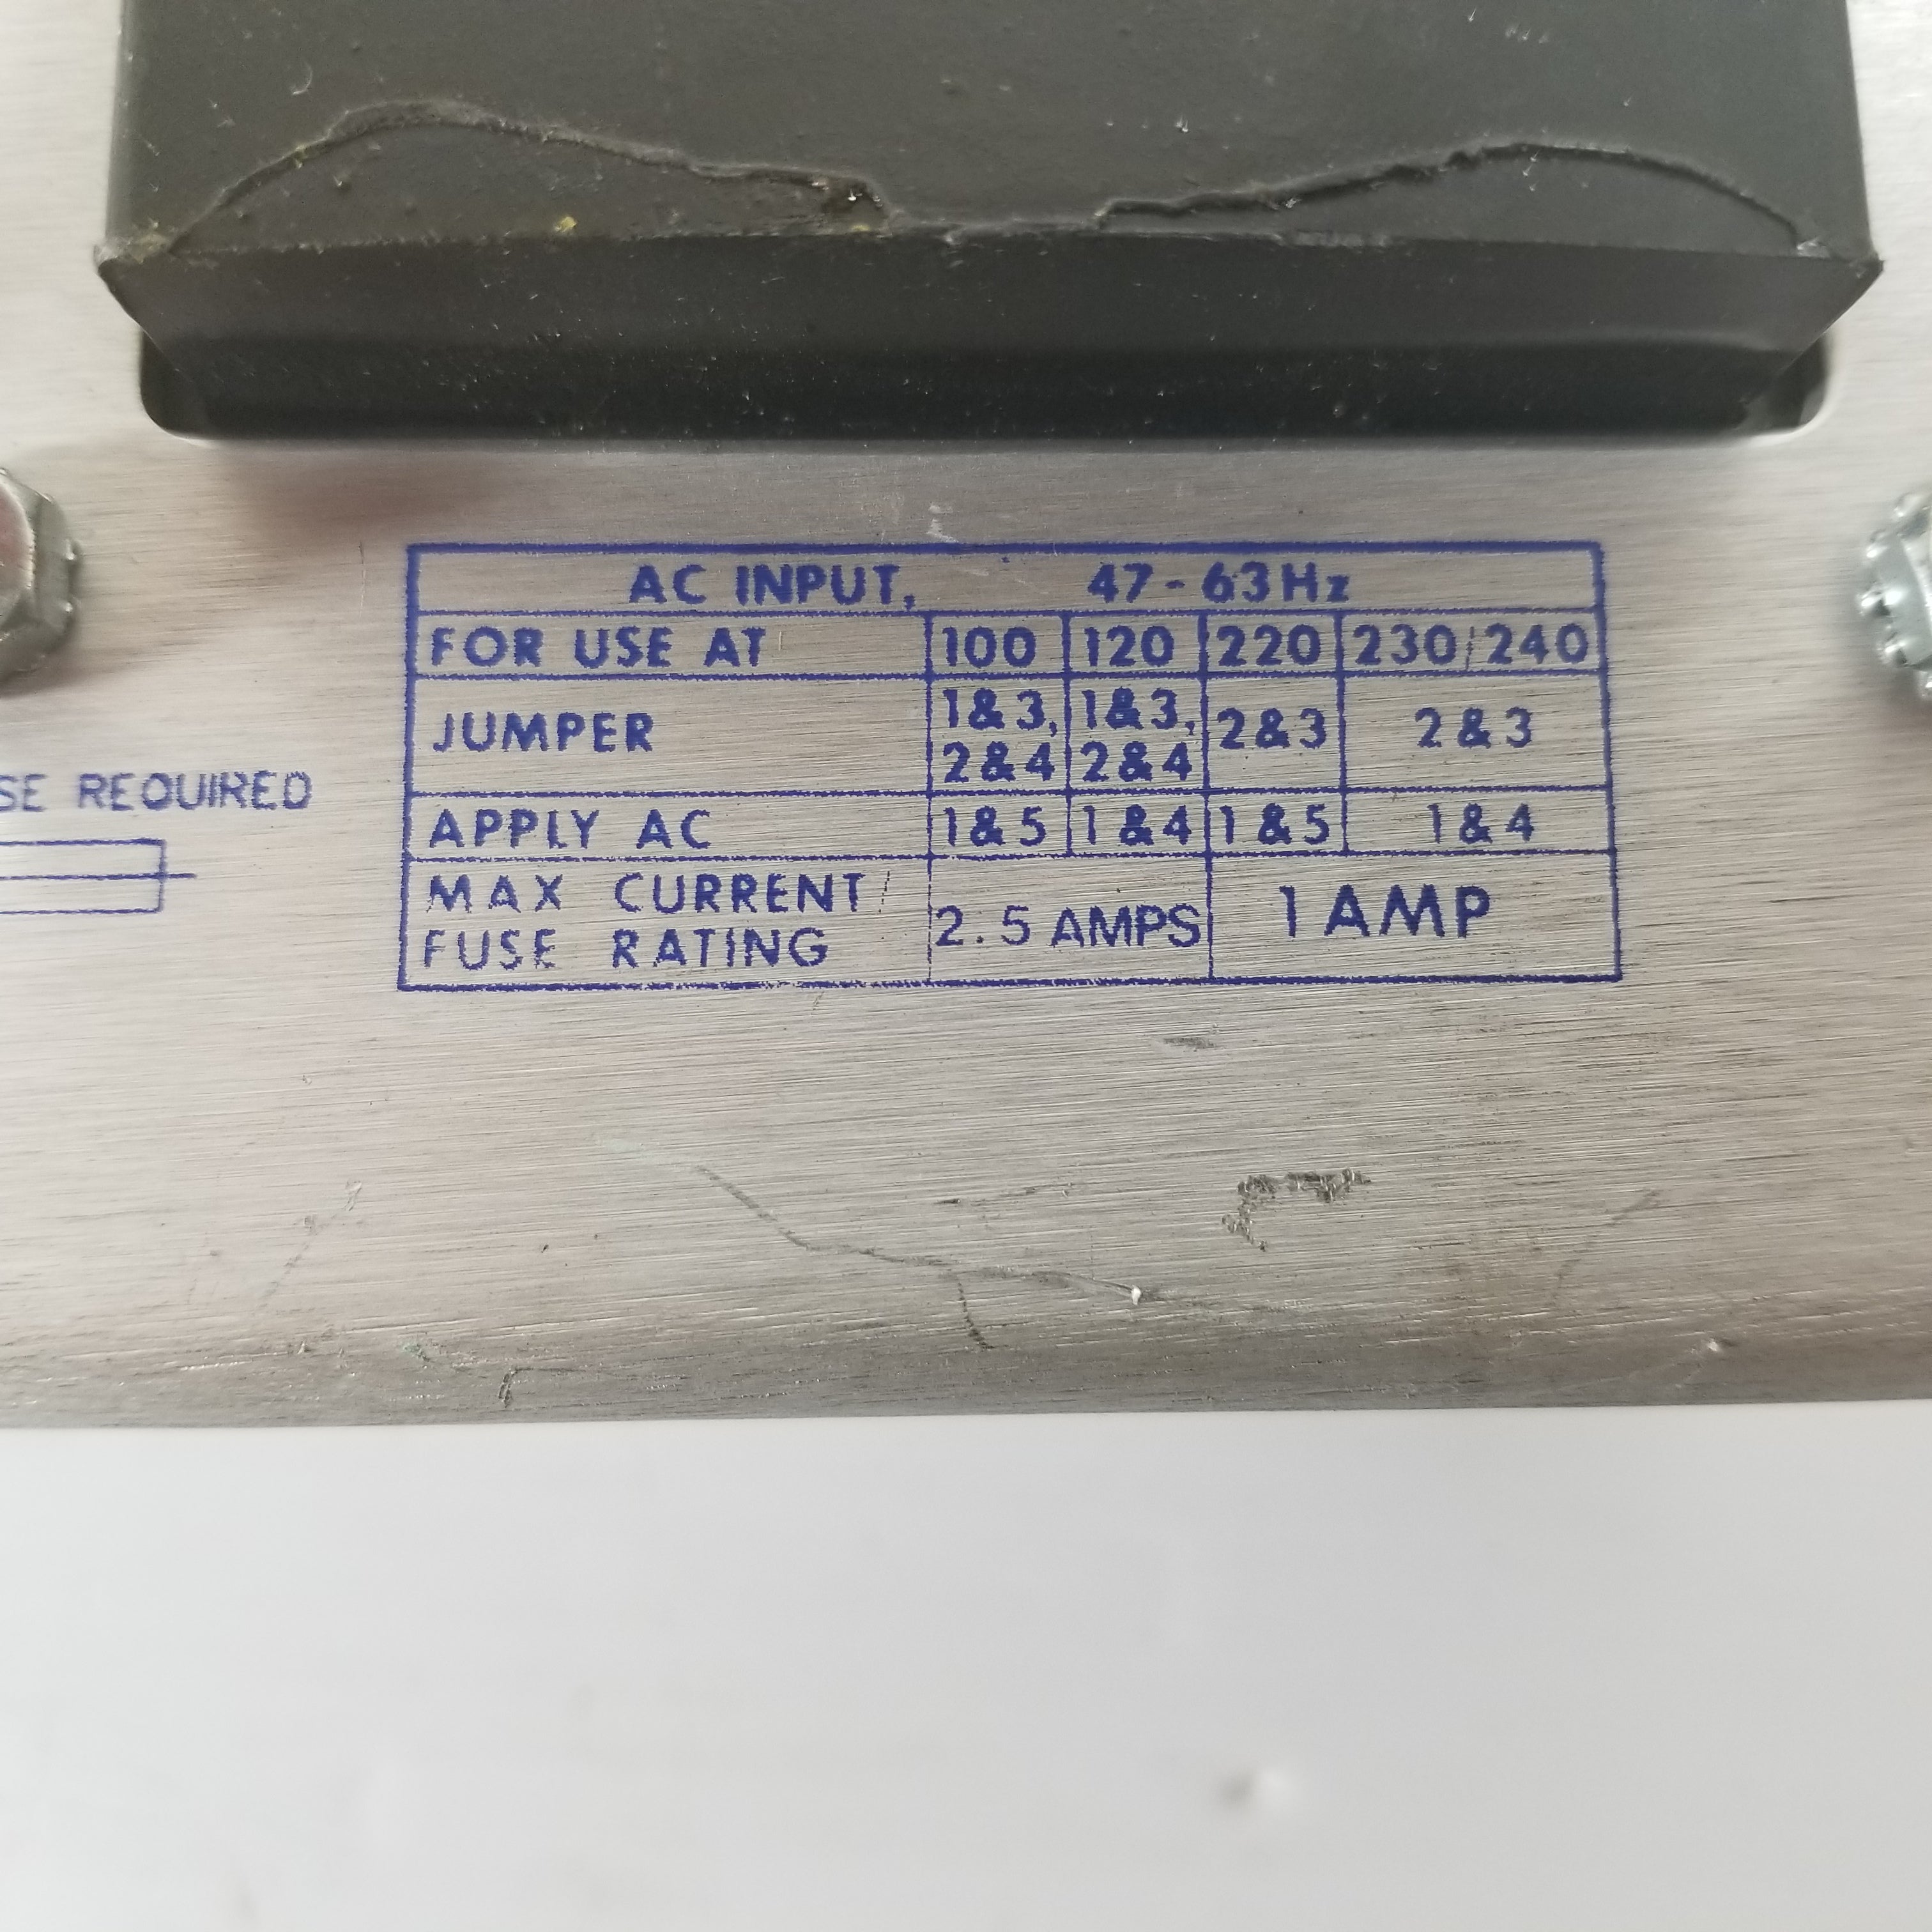 AC INPUT, 47-63Hz
FOR USE AT 100 120 220 230/240
JUMPER 1&3, 2&4 1&3, 2&4 2&3 2&3
APPLY AC 1&5 1&4 1&5 1&4
MAX CURRENT/
FUSE RATING 2.5 AMPS 1 AMP
REQUIRED